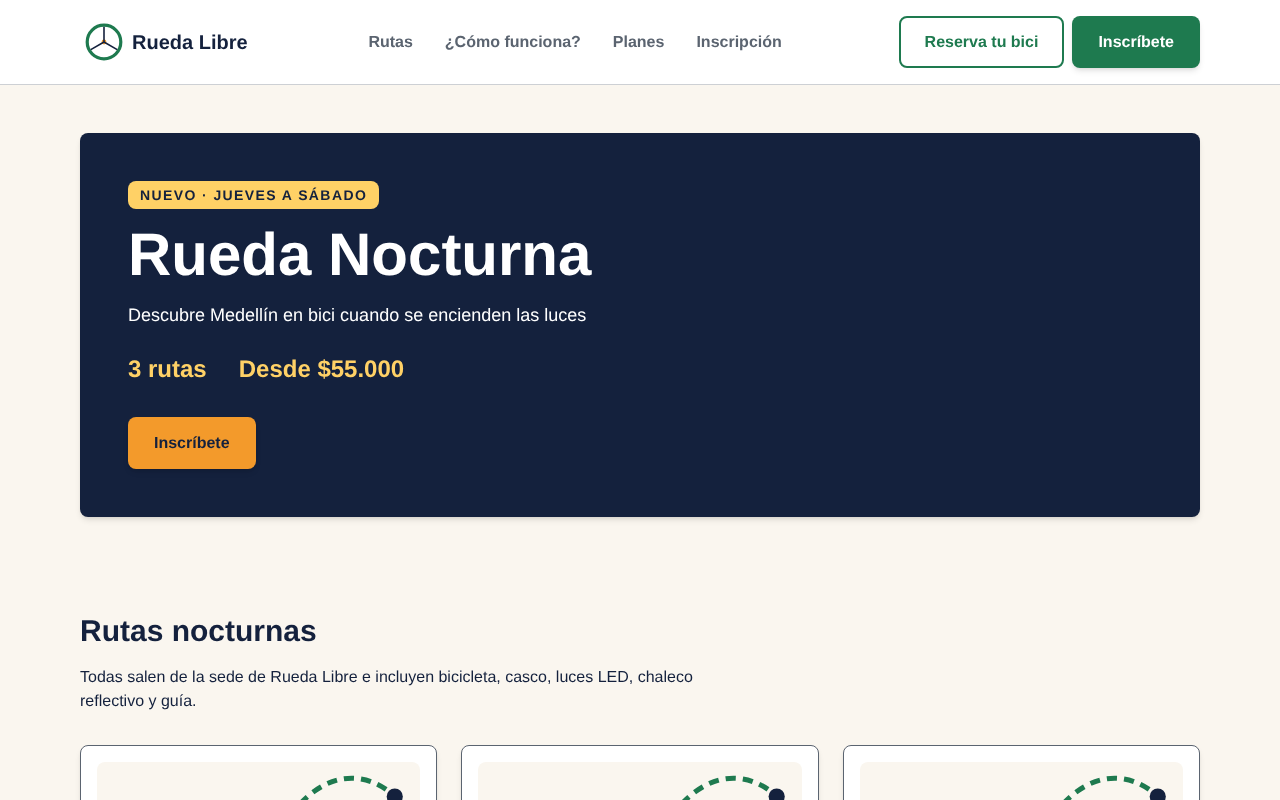 Rueda Libre
Rutas
¿Cómo funciona?
Planes
Inscripción
Reserva tu bici
Inscríbete
NUEVO · JUEVES A SÁBADO
Rueda Nocturna
Descubre Medellín en bici cuando se encienden las luces
3 rutas
Desde $55.000
Inscríbete
Rutas nocturnas
Todas salen de la sede de Rueda Libre e incluyen bicicleta, casco, luces LED, chaleco
reflectivo y guía.